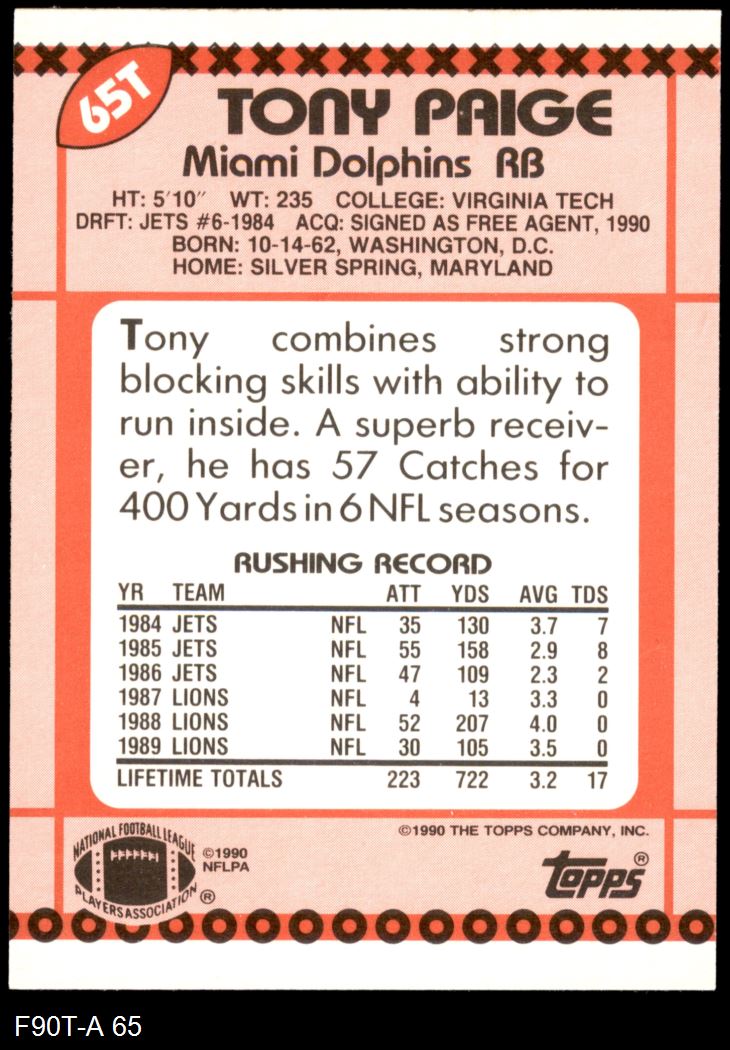 65T
TONY PAIGE
Miami Dolphins RB
HT: 5'10" WT: 235 COLLEGE: VIRGINIA TECH
DRFT: JETS #6-1984 ACQ: SIGNED AS FREE AGENT, 1990
BORN: 10-14-62, WASHINGTON, D.C.
HOME: SILVER SPRING, MARYLAND
Tony combines strong
blocking skills with ability to
run inside. A superb receiv-
er, he has 57 Catches for
400 Yards in 6 NFL seasons.
RUSHING RECORD
YR TEAM ATT YDS AVG TDS
1984 JETS NFL 35 130 3.7 7
1985 JETS NFL 55 158 2.9 8
1986 JETS NFL 47 109 2.3 2
1987 LIONS NFL 4 13 3.3 0
1988 LIONS NFL 52 207 4.0 0
1989 LIONS NFL 30 105 3.5 0
LIFETIME TOTALS 223 722 3.2 17
©1990 THE TOPPS COMPANY, INC.
NATIONAL FOOTBALL LEAGUE
PLAYERS ASSOCIATION ®
©1990
NFLPA
Topps ®
F90T-A 65